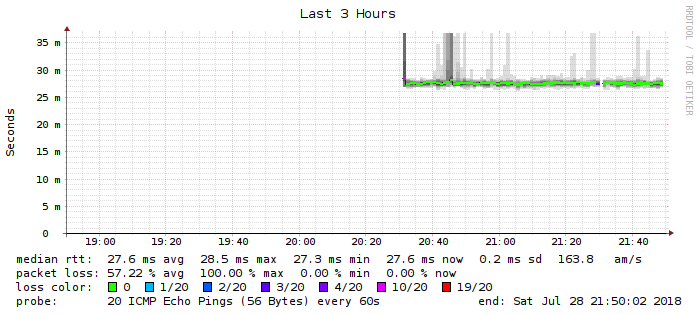 Last 3 Hours
RRDTOOL / TOBI OETIKER
Seconds
35 m
30 m
25 m
20 m
15 m
10 m
5 m
0
19:00 19:20 19:40 20:00 20:20 20:40 21:00 21:20 21:40
median rtt: 27.6 ms avg 28.5 ms max 27.3 ms min 27.6 ms now 0.2 ms sd 163.8 am/s
packet loss: 57.22 % avg 100.00 % max 0.00 % min 0.00 % now
loss color: 0 1/20 2/20 3/20 4/20 10/20 19/20
probe: 20 ICMP Echo Pings (56 Bytes) every 60s end: Sat Jul 28 21:50:02 2018